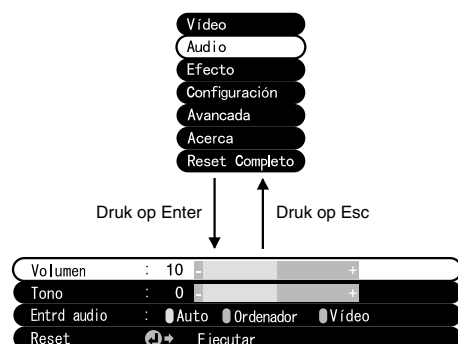 Vídeo
Audio
Efecto
Configuración
Avancada
Acerca
Reset Completo
Druk op Enter Druk op Esc
Volumen : 10 - +
Tono : 0 - +
Entrd audio : Auto Ordenador Vídeo
Reset Ejecutar